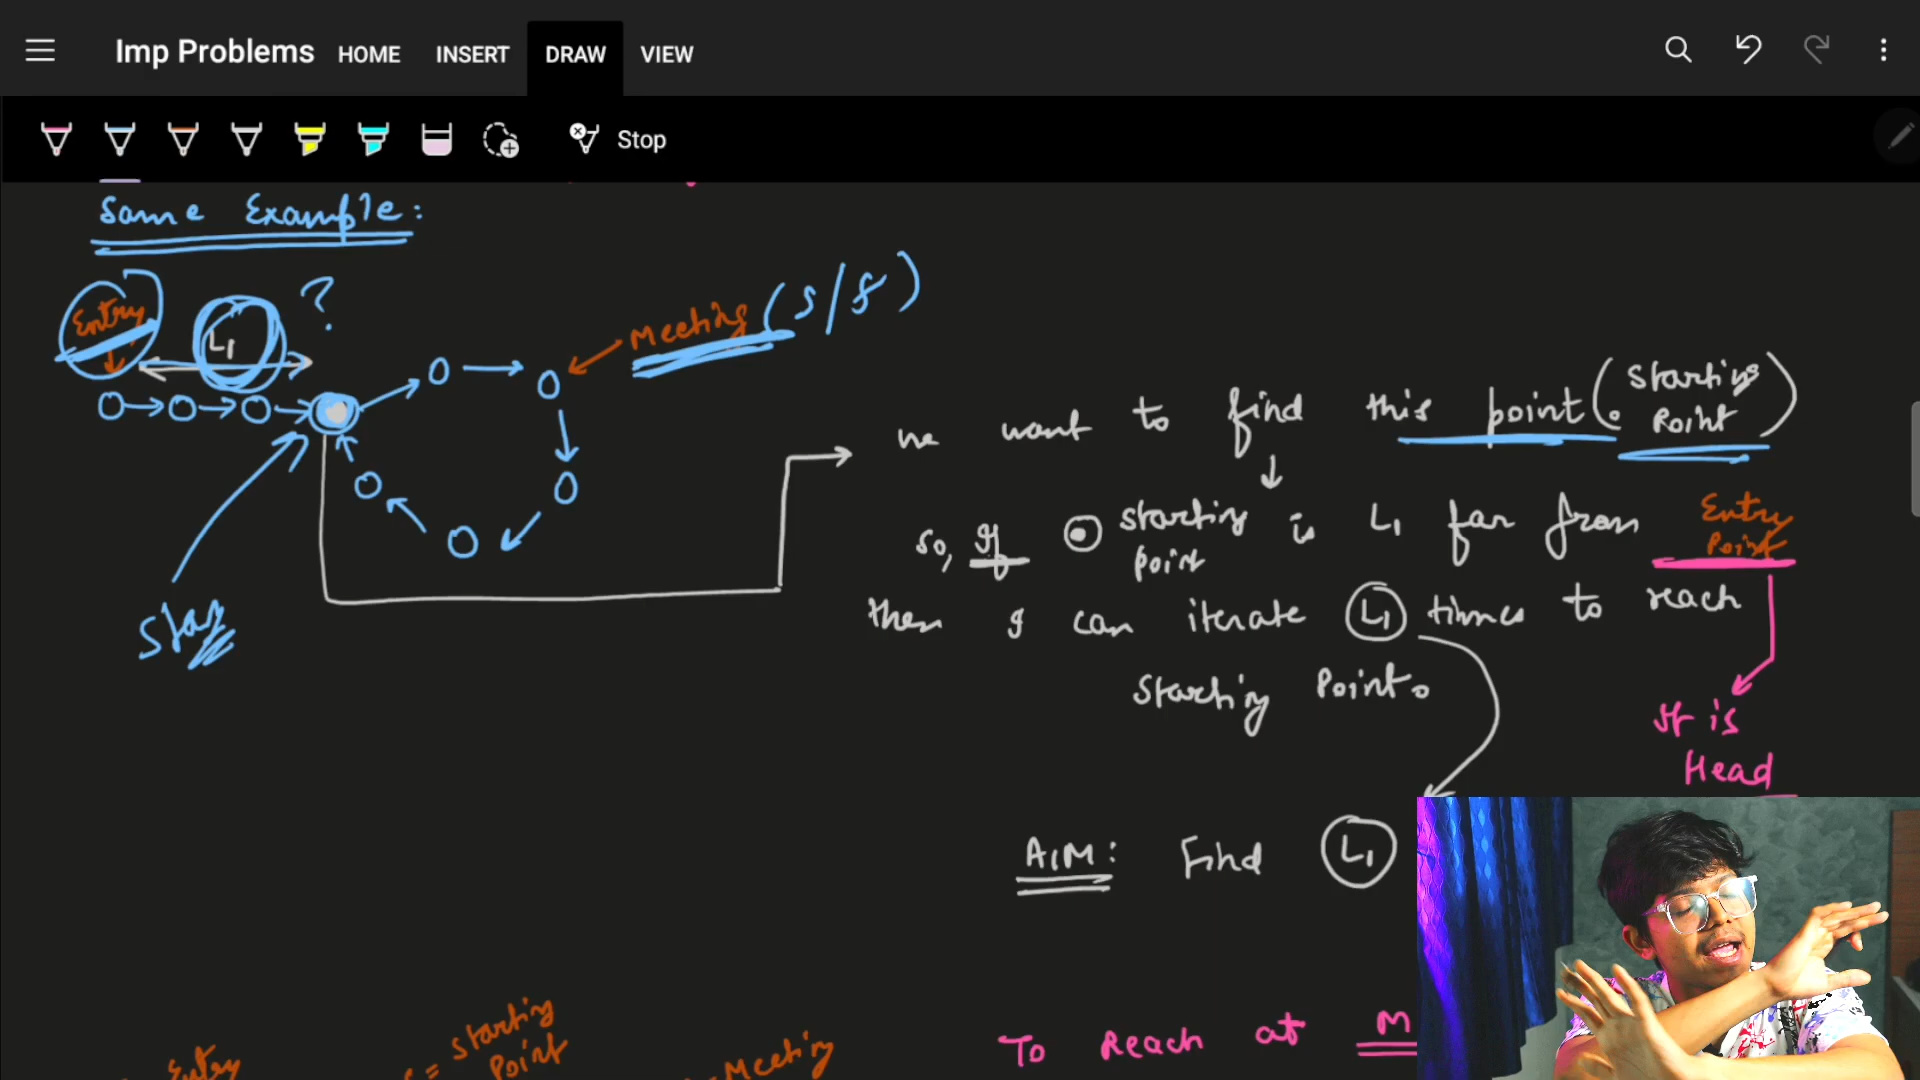 Imp Problems HOME INSERT DRAW VIEW
Stop
Same Example:
Entry L1 ?
Meeting (s/f)
we want to find this point (. Starting Point)
so, If starting point is L1 far from Entry Point
then I can iterate L1 times to reach
Starting Point.
It is
Head
AIM: Find L1
To Reach at M
Entry
= starting
Point
Meeting